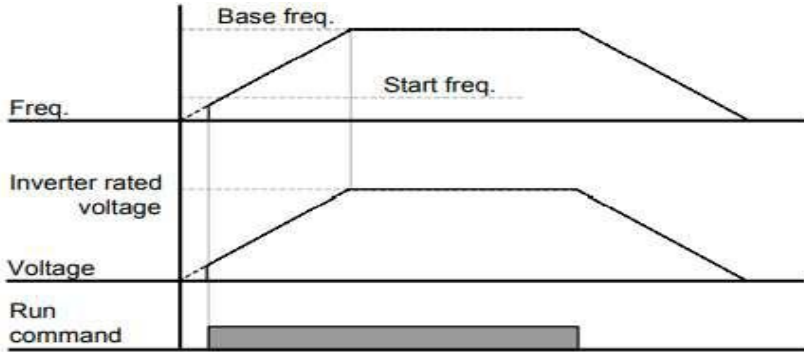 Base freq.
Start freq.
Freq.
Inverter rated
voltage
Voltage
Run
command